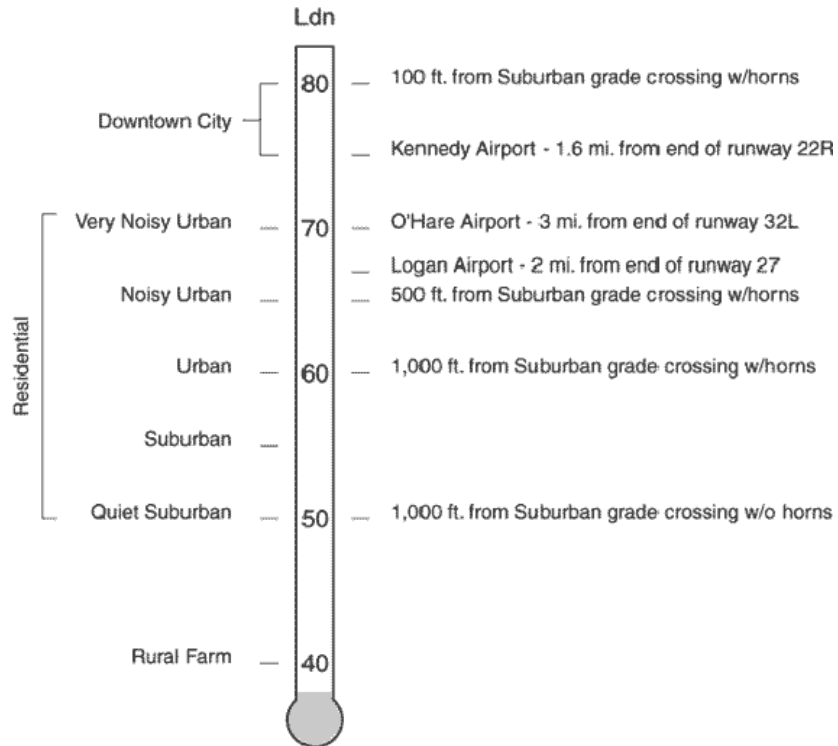 Ldn
80
100 ft. from Suburban grade crossing w/horns
Downtown City
Kennedy Airport - 1.6 mi. from end of runway 22R
Very Noisy Urban
70
O'Hare Airport - 3 mi. from end of runway 32L
Logan Airport - 2 mi. from end of runway 27
Noisy Urban
500 ft. from Suburban grade crossing w/horns
Residential
Urban
60
1,000 ft. from Suburban grade crossing w/horns
Suburban
Quiet Suburban
50
1,000 ft. from Suburban grade crossing w/o horns
Rural Farm
40